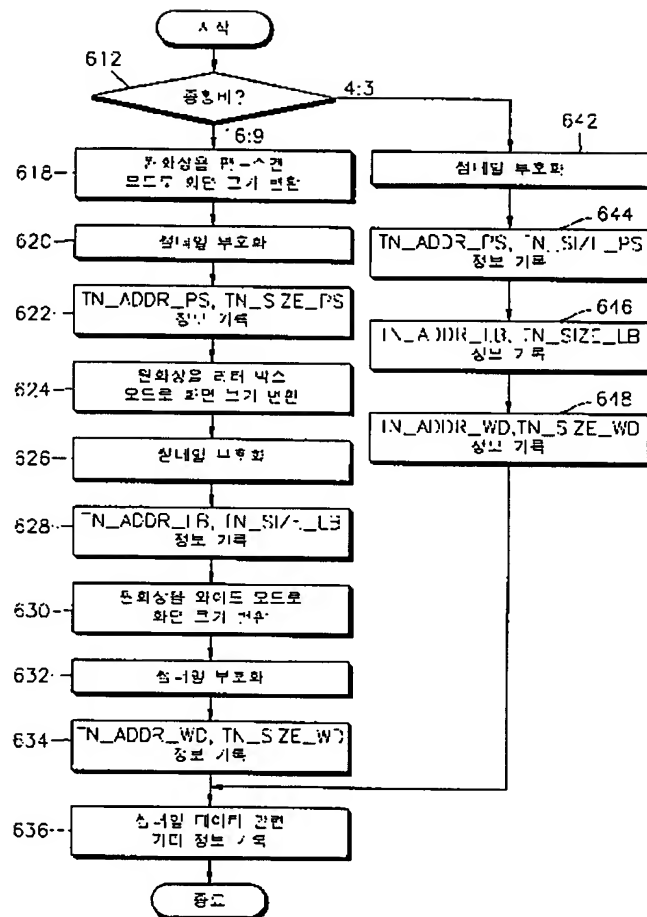 시작
612
종횡비?
4:3
16:9
618
원화상을 팬-스캔
모드로 화면 크기 변환
620
썸네일 부호화
622
TN_ADDR_PS, TN_SIZE_PS
정보 기록
624
원화상을 레터 박스
모드로 화면 크기 변환
626
썸네일 부호화
628
TN_ADDR_LB, TN_SIZE_LB
정보 기록
630
원화상을 와이드 모드로
화면 크기 변환
632
썸네일 부호화
634
TN_ADDR_WD, TN_SIZE_WD
정보 기록
636
썸네일 데이터 관련
기타 정보 기록
종료
642
썸네일 부호화
644
TN_ADDR_PS, TN_SIZE_PS
정보 기록
646
TN_ADDR_LB, TN_SIZE_LB
정보 기록
648
TN_ADDR_WD,TN_SIZE_WD
정보 기록